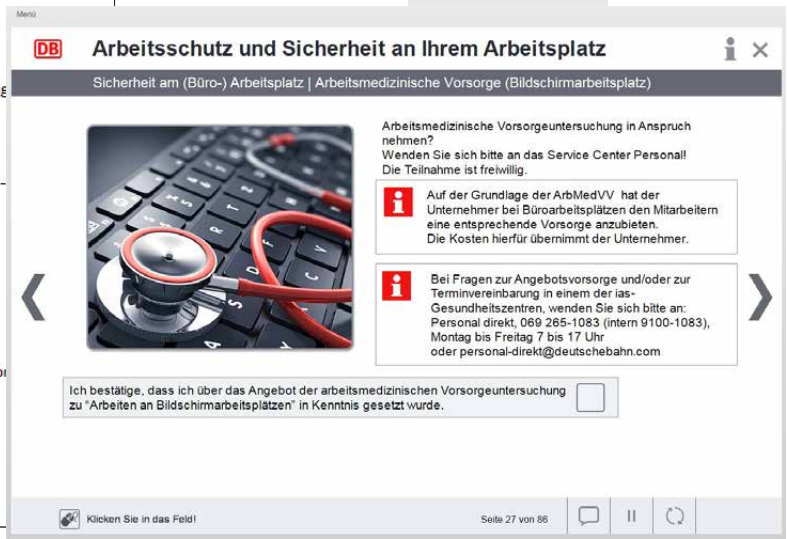 Menü
DB
Arbeitsschutz und Sicherheit an Ihrem Arbeitsplatz
Sicherheit am (Büro-) Arbeitsplatz | Arbeitsmedizinische Vorsorge (Bildschirmarbeitsplatz)
Arbeitsmedizinische Vorsorgeuntersuchung in Anspruch
nehmen?
Wenden Sie sich bitte an das Service Center Personal!
Die Teilnahme ist freiwillig.
Auf der Grundlage der ArbMedVV hat der
Unternehmer bei Büroarbeitsplätzen den Mitarbeitern
eine entsprechende Vorsorge anzubieten.
Die Kosten hierfür übernimmt der Unternehmer.
Bei Fragen zur Angebotsvorsorge und/oder zur
Terminvereinbarung in einem der ias-
Gesundheitszentren, wenden Sie sich bitte an:
Personal direkt, 069 265-1083 (intern 9100-1083),
Montag bis Freitag 7 bis 17 Uhr
oder personal-direkt@deutschebahn.com
Ich bestätige, dass ich über das Angebot der arbeitsmedizinischen Vorsorgeuntersuchung
zu "Arbeiten an Bildschirmarbeitsplätzen" in Kenntnis gesetzt wurde.
Klicken Sie in das Feld!
Seite 27 von 86